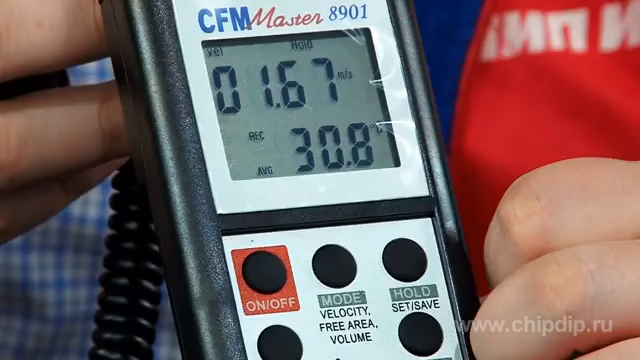 CFM Master 8901
Vel Hold
01.67 m/s
REC
30.8 °C
AVG
ON/OFF
MODE
VELOCITY,
FREE AREA,
VOLUME
HOLD
SET/SAVE
www.chipdip.ru